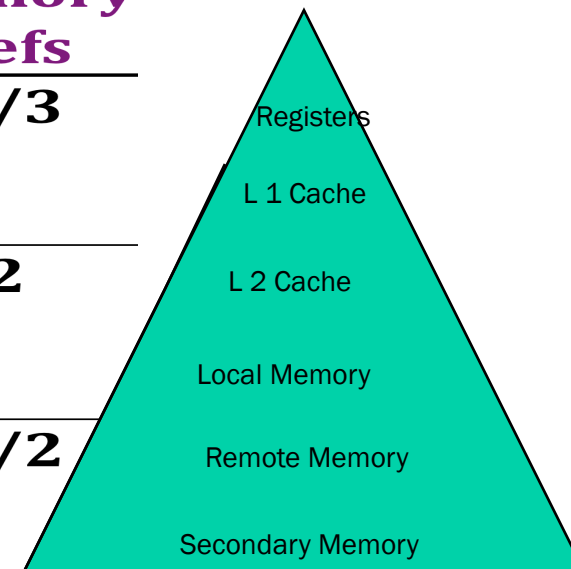 efs
/3
Registers
L 1 Cache
2
L 2 Cache
Local Memory
/2
Remote Memory
Secondary Memory